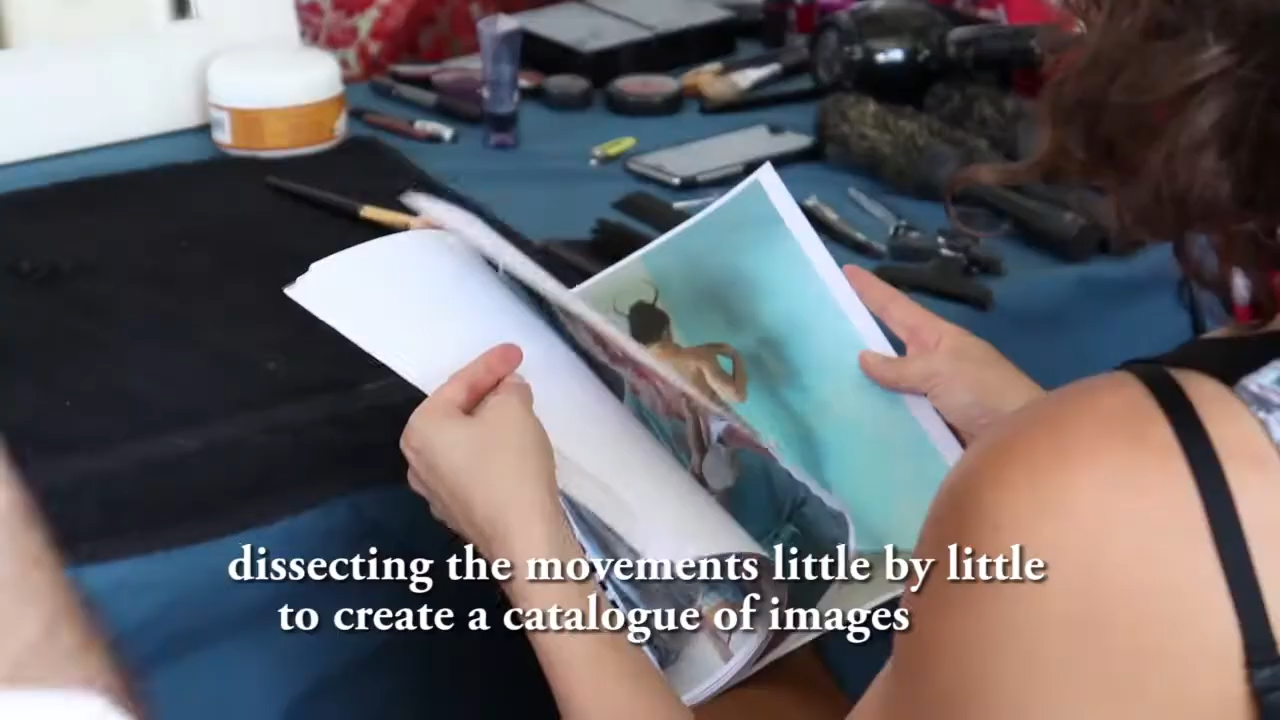 dissecting the movements little by little
to create a catalogue of images